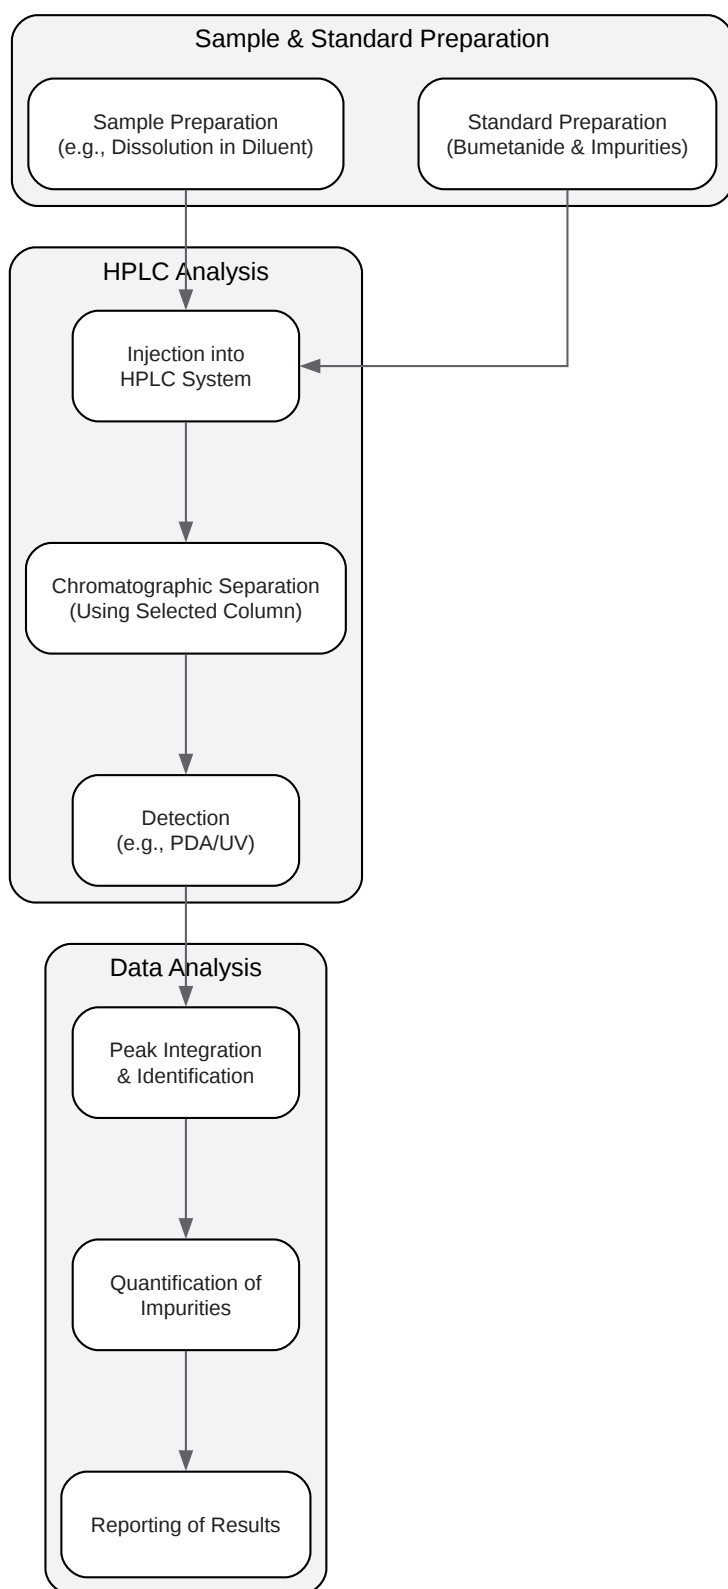 Sample & Standard Preparation
Sample Preparation
(e.g., Dissolution in Diluent)
Standard Preparation
(Bumetanide & Impurities)
HPLC Analysis
Injection into
HPLC System
Chromatographic Separation
(Using Selected Column)
Detection
(e.g., PDA/UV)
Data Analysis
Peak Integration
& Identification
Quantification of
Impurities
Reporting of Results